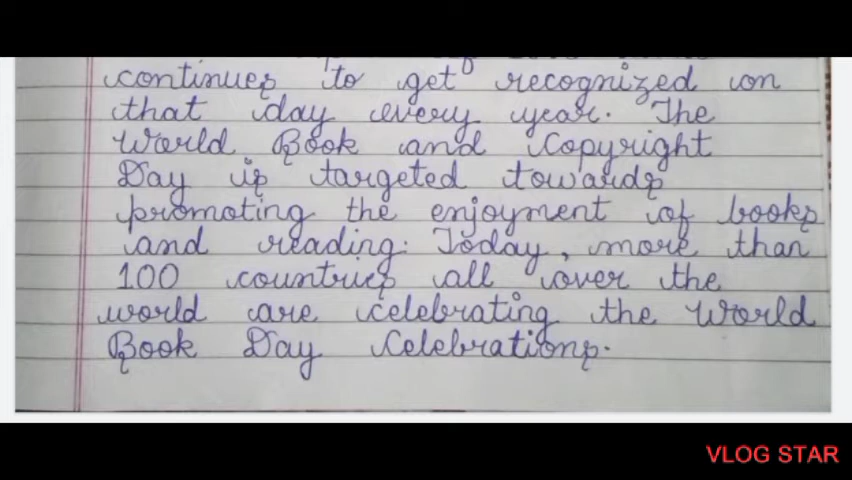 continues to get recognized on
that day every year. The
World Book and Copyright
Day is targeted towards
promoting the enjoyment of books
and reading. Today, more than
100 countries all over the
world are celebrating the World
Book Day Celebrations.
VLOG STAR